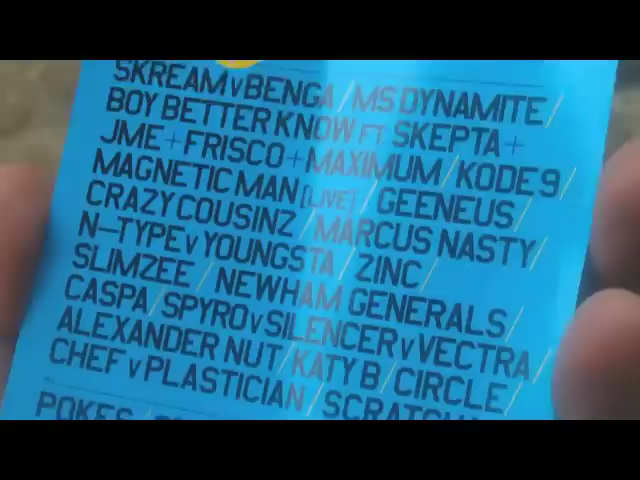 SKREAM v BENGA / MS DYNAMITE /
BOY BETTER KNOW FT. SKEPTA +
JME + FRISCO + MAXIMUM / KODE 9 /
MAGNETIC MAN [LIVE] / GEENEUS /
CRAZY COUSINZ / MARCUS NASTY /
N-TYPE v YOUNGSTA / ZINC /
SLIMZEE / NEWHAM GENERALS /
CASPA / SPYRO v SILENCER v VECTRA /
ALEXANDER NUT / KATY B / CIRCLE /
CHEF v PLASTICIAN /
POKES /